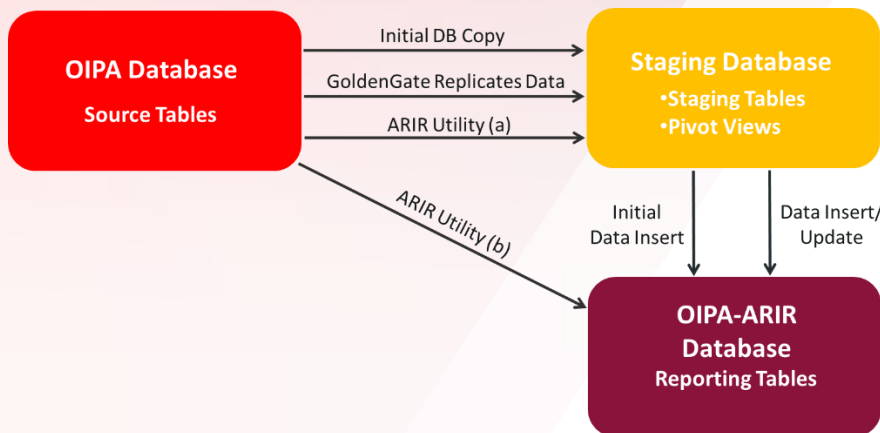 OIPA Database
Source Tables
Initial DB Copy
GoldenGate Replicates Data
ARIR Utility (a)
ARIR Utility (b)
Staging Database
•Staging Tables
•Pivot Views
Initial
Data Insert
Data Insert/
Update
OIPA-ARIR
Database
Reporting Tables